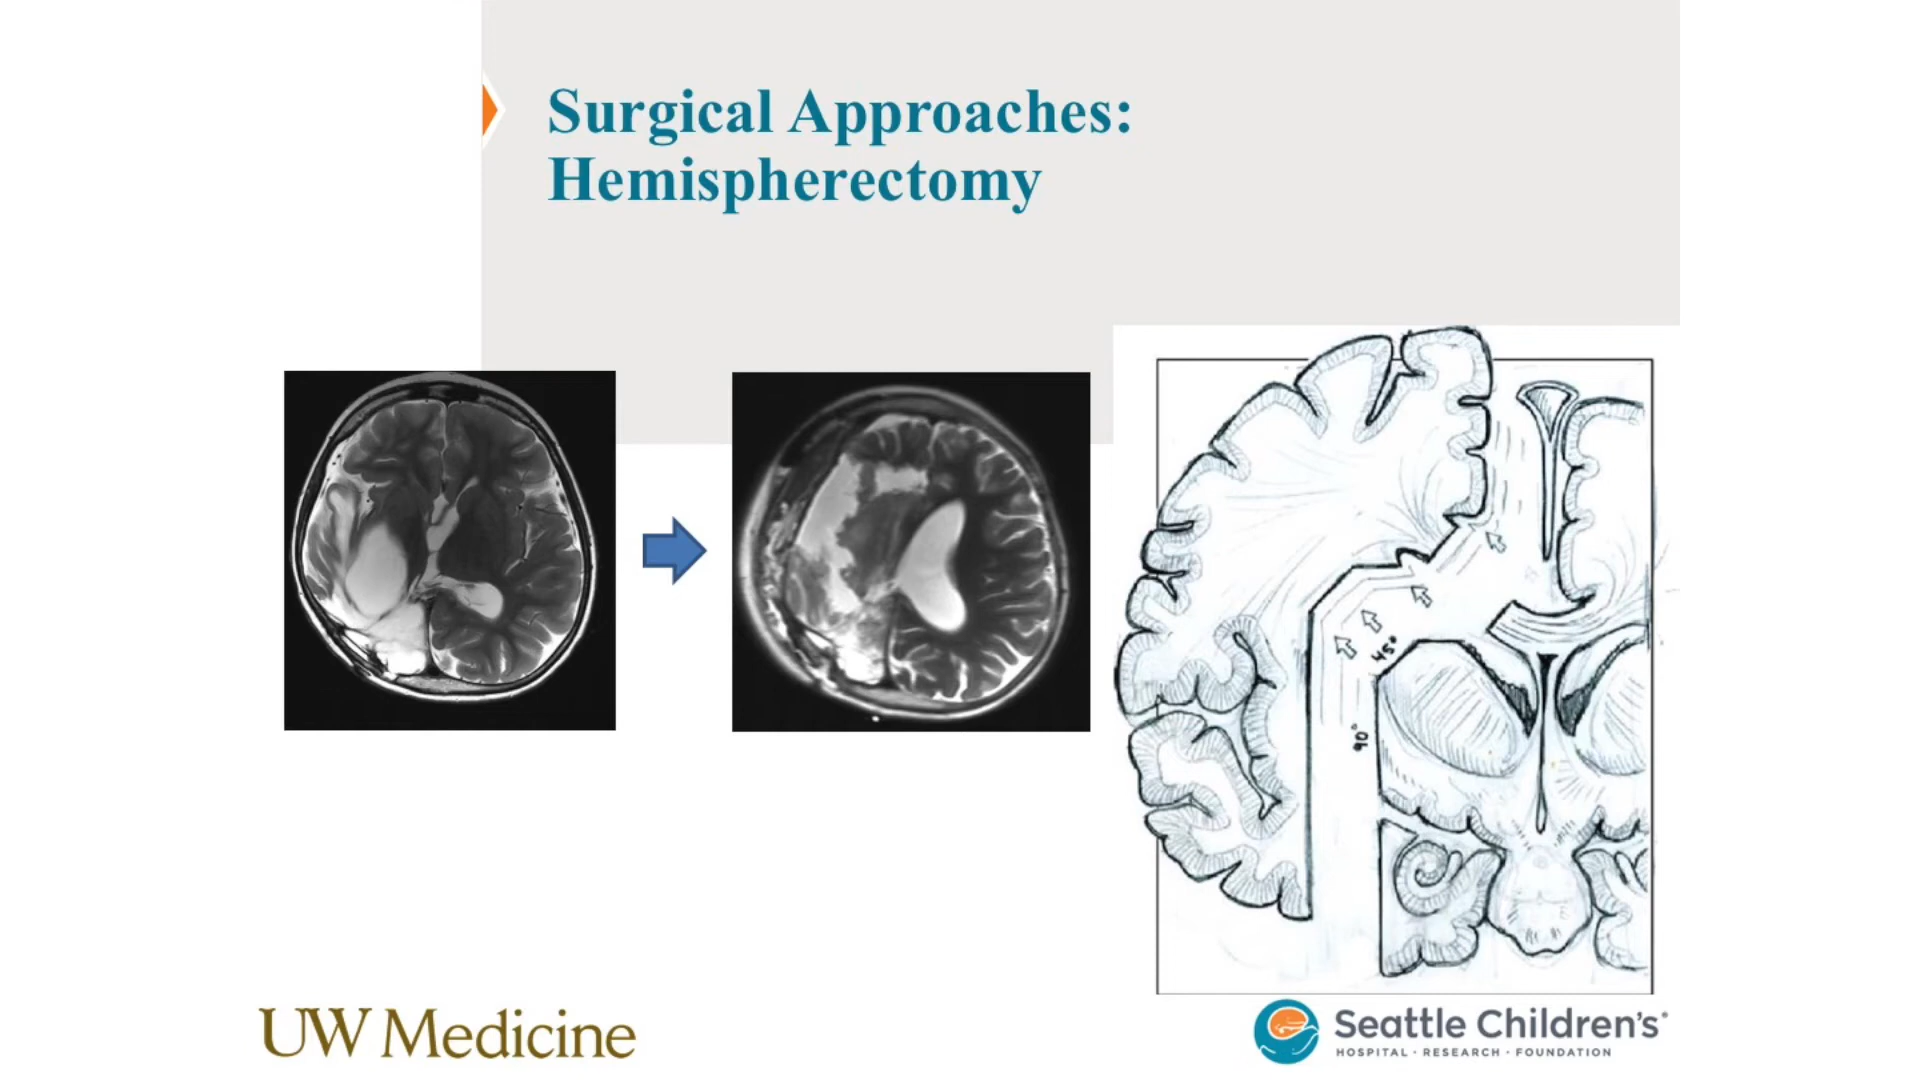 Surgical Approaches:
Hemispherectomy
45°
90°
UW Medicine
Seattle Children's®
HOSPITAL · RESEARCH · FOUNDATION